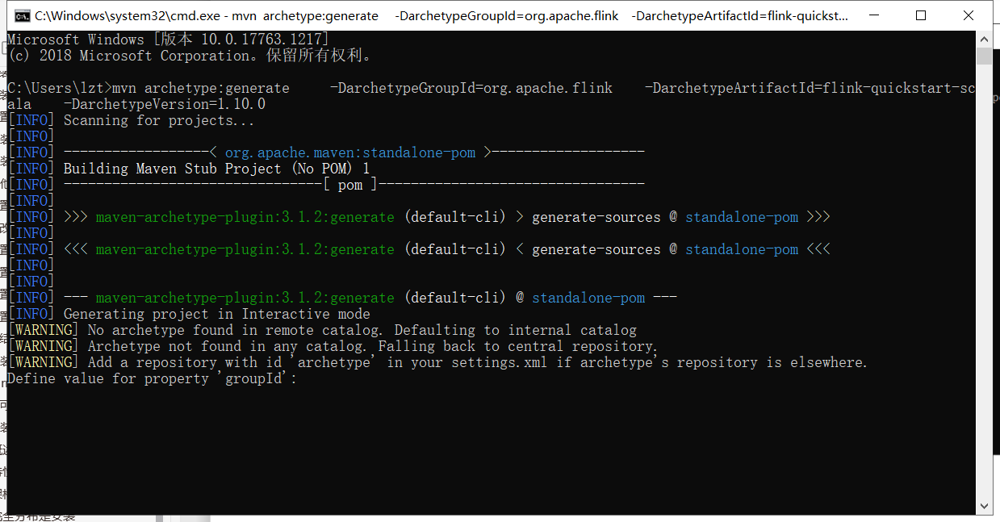 C:\Windows\system32\cmd.exe - mvn  archetype:generate     -DarchetypeGroupId=org.apache.flink    -DarchetypeArtifactId=flink-quickst...
Microsoft Windows [版本 10.0.17763.1217]
(c) 2018 Microsoft Corporation。保留所有权利。
C:\Users\lzt>mvn archetype:generate     -DarchetypeGroupId=org.apache.flink    -DarchetypeArtifactId=flink-quickstart-sc
ala    -DarchetypeVersion=1.10.0
[INFO] Scanning for projects...
[INFO]
[INFO] ------------------< org.apache.maven:standalone-pom >-------------------
[INFO] Building Maven Stub Project (No POM) 1
[INFO] --------------------------------[ pom ]---------------------------------
[INFO]
[INFO] >>> maven-archetype-plugin:3.1.2:generate (default-cli) > generate-sources @ standalone-pom >>>
[INFO]
[INFO] <<< maven-archetype-plugin:3.1.2:generate (default-cli) < generate-sources @ standalone-pom <<<
[INFO]
[INFO]
[INFO] --- maven-archetype-plugin:3.1.2:generate (default-cli) @ standalone-pom ---
[INFO] Generating project in Interactive mode
[WARNING] No archetype found in remote catalog. Defaulting to internal catalog
[WARNING] Archetype not found in any catalog. Falling back to central repository.
[WARNING] Add a repository with id 'archetype' in your settings.xml if archetype's repository is elsewhere.
Define value for property 'groupId':